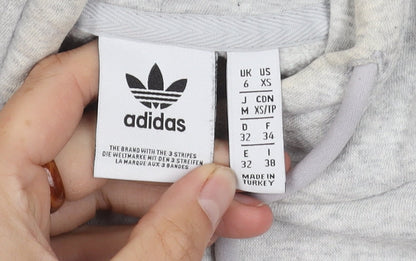 adidas
THE BRAND WITH THE 3 STRIPES
DIE WELTMARKE MIT DEN 3 STREIFEN
LA MARQUE AUX 3 BANDES
UK US
6 XS
J CON
M XS/TP
D F
32 34
E I
32 38
MADE IN
TURKEY